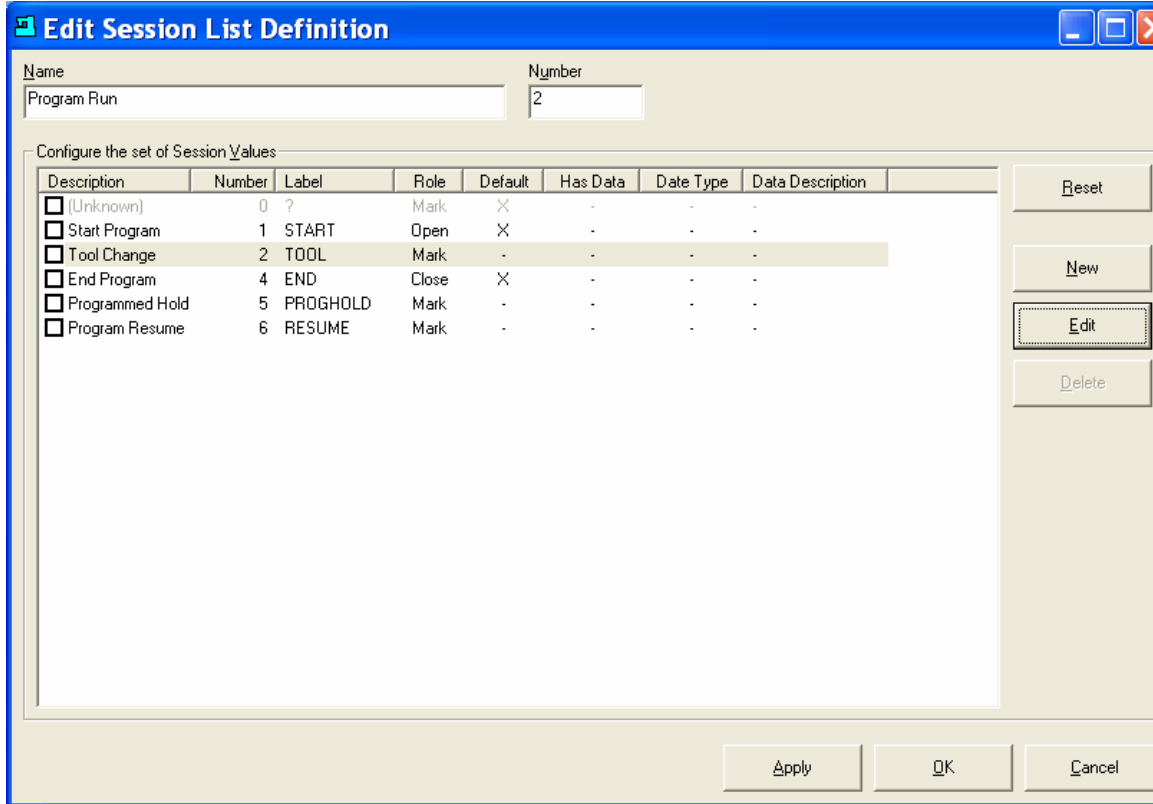 Edit Session List Definition
Name Number
Program Run 2
Configure the set of Session Values
Description Number Label Role Default Has Data Date Type Data Description
(Unknown) 0 ? Mark X - - -
Start Program 1 START Open X - - -
Tool Change 2 TOOL Mark - - - -
End Program 4 END Close X - - -
Programmed Hold 5 PROGHOLD Mark - - - -
Program Resume 6 RESUME Mark - - - -
Reset
New
Edit
Delete
Apply OK Cancel